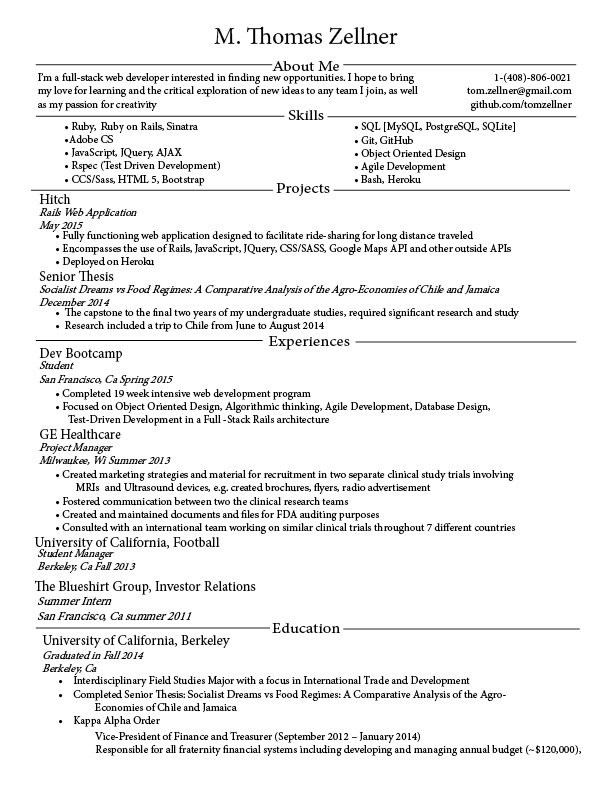 M. Thomas Zellner
About Me
I'm a full-stack web developer interested in finding new opportunities. I hope to bring
my love for learning and the critical exploration of new ideas to any team I join, as well
as my passion for creativity
1-(408)-806-0021
tom.zellner@gmail.com
github.com/tomzellner
Skills
• Ruby, Ruby on Rails, Sinatra
•Adobe CS
• JavaScript, JQuery, AJAX
• Rspec (Test Driven Development)
• CCS/Sass, HTML 5, Bootstrap
• SQL [MySQL, PostgreSQL, SQLite]
• Git, GitHub
• Object Oriented Design
• Agile Development
• Bash, Heroku
Projects
Hitch
Rails Web Application
May 2015
• Fully functioning web application designed to facilitate ride-sharing for long distance traveled
• Encompasses the use of Rails, JavaScript, JQuery, CSS/SASS, Google Maps API and other outside APIs
• Deployed on Heroku
Senior Thesis
Socialist Dreams vs Food Regimes: A Comparative Analysis of the Agro-Economies of Chile and Jamaica
December 2014
• The capstone to the final two years of my undergraduate studies, required significant research and study
• Research included a trip to Chile from June to August 2014
Experiences
Dev Bootcamp
Student
San Francisco, Ca Spring 2015
• Completed 19 week intensive web development program
• Focused on Object Oriented Design, Algorithmic thinking, Agile Development, Database Design,
Test-Driven Development in a Full -Stack Rails architecture
GE Healthcare
Project Manager
Milwaukee, Wi Summer 2013
• Created marketing strategies and material for recruitment in two separate clinical study trials involving
MRIs and Ultrasound devices, e.g. created brochures, flyers, radio advertisement
• Fostered communication between two the clinical research teams
• Created and maintained documents and files for FDA auditing purposes
• Consulted with an international team working on similar clinical trials throughout 7 different countries
University of California, Football
Student Manager
Berkeley, Ca Fall 2013
The Blueshirt Group, Investor Relations
Summer Intern
San Francisco, Ca summer 2011
Education
University of California, Berkeley
Graduated in Fall 2014
Berkeley, Ca
• Interdisciplinary Field Studies Major with a focus in International Trade and Development
• Completed Senior Thesis: Socialist Dreams vs Food Regimes: A Comparative Analysis of the Agro-
Economies of Chile and Jamaica
• Kappa Alpha Order
Vice-President of Finance and Treasurer (September 2012 – January 2014)
Responsible for all fraternity financial systems including developing and managing annual budget (~$120,000),